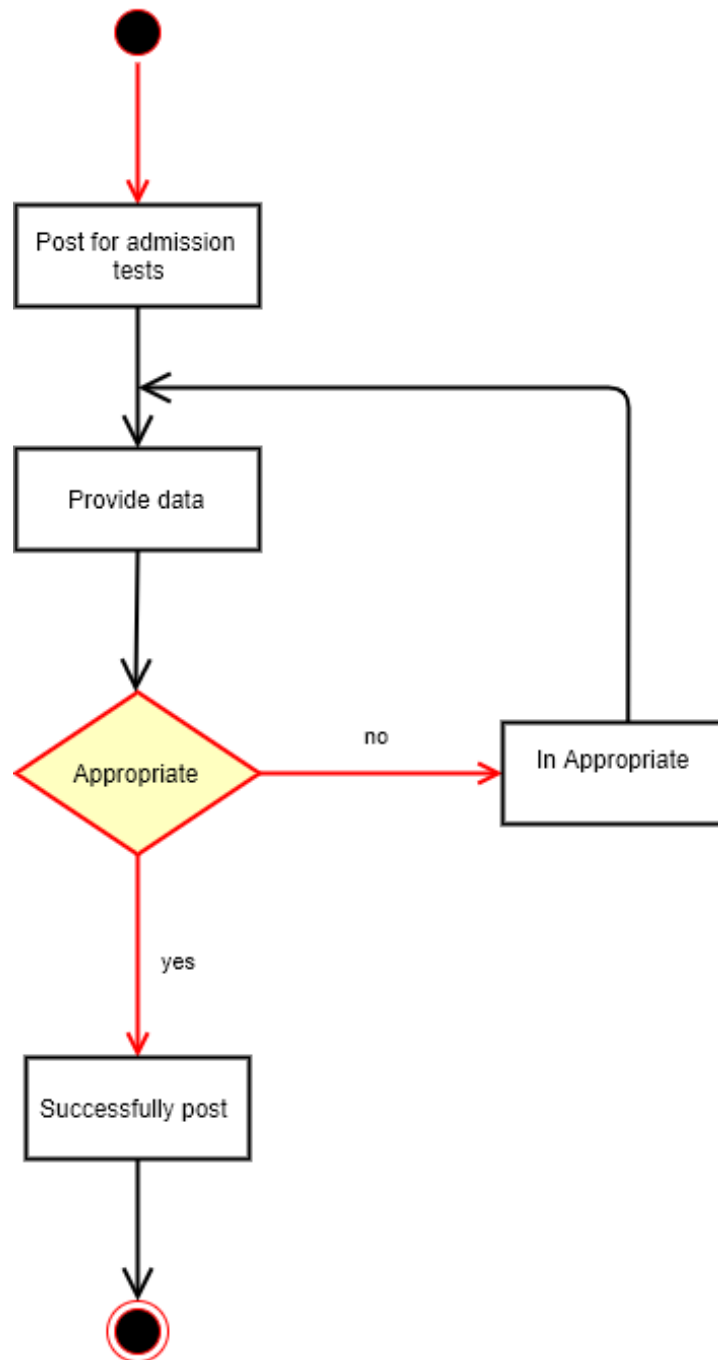 Post for admission
tests
Provide data
Appropriate
no
In Appropriate
yes
Successfully post